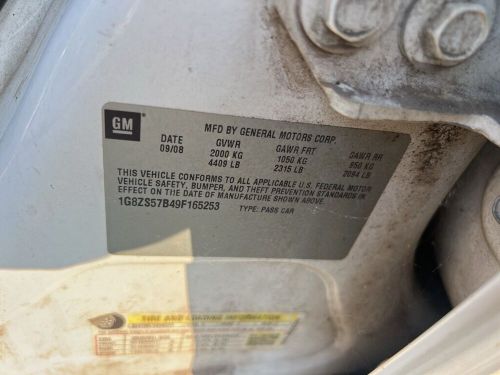 GM
MFD BY GENERAL MOTORS CORP.
DATE GVWR GAWR FRT GAWR RR
09/08 2000 KG 1050 KG 950 KG
4409 LB 2315 LB 2094 LB
THIS VEHICLE CONFORMS TO ALL APPLICABLE U.S. FEDERAL MOTOR
VEHICLE SAFETY, BUMPER, AND THEFT PREVENTION STANDARDS IN
EFFECT ON THE DATE OF MANUFACTURE SHOWN ABOVE.
1G8ZS57B49F165253 TYPE: PASS CAR
TIRE AND LOADING INFORMATION